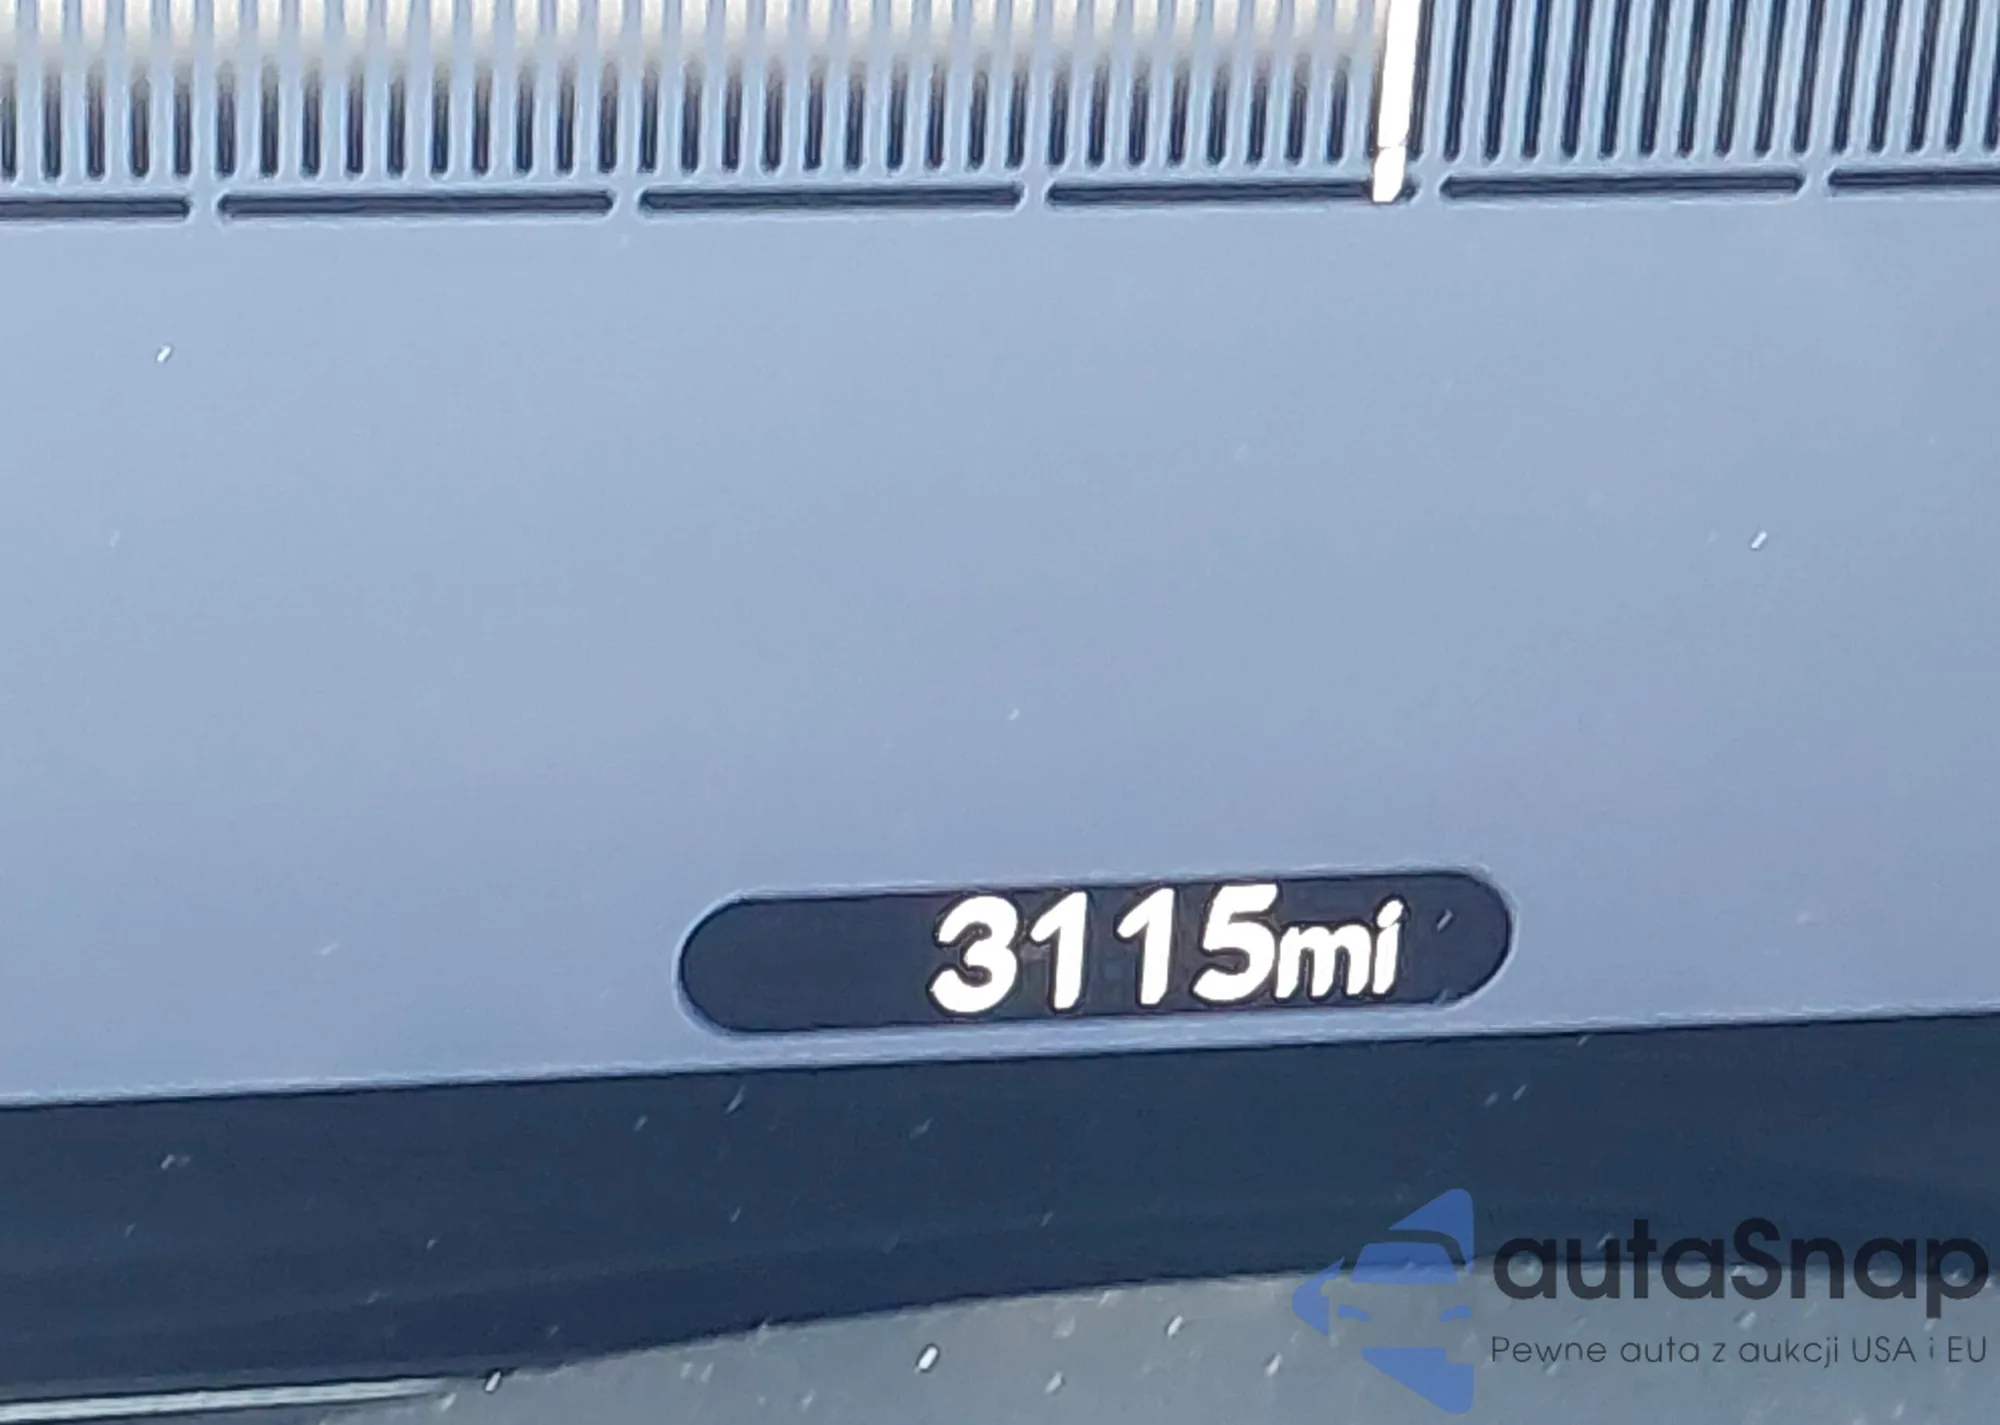 3115mi
autaSnap
Pewne auta z aukcji USA i EU